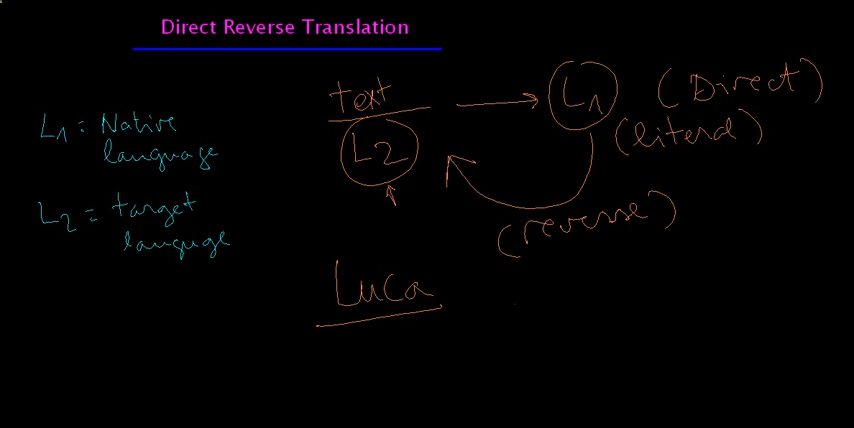 Direct Reverse Translation
text → L1 (Direct)
(literal)
L2
L1 = Native
language
L2 = target
language
(reverse)
Luca